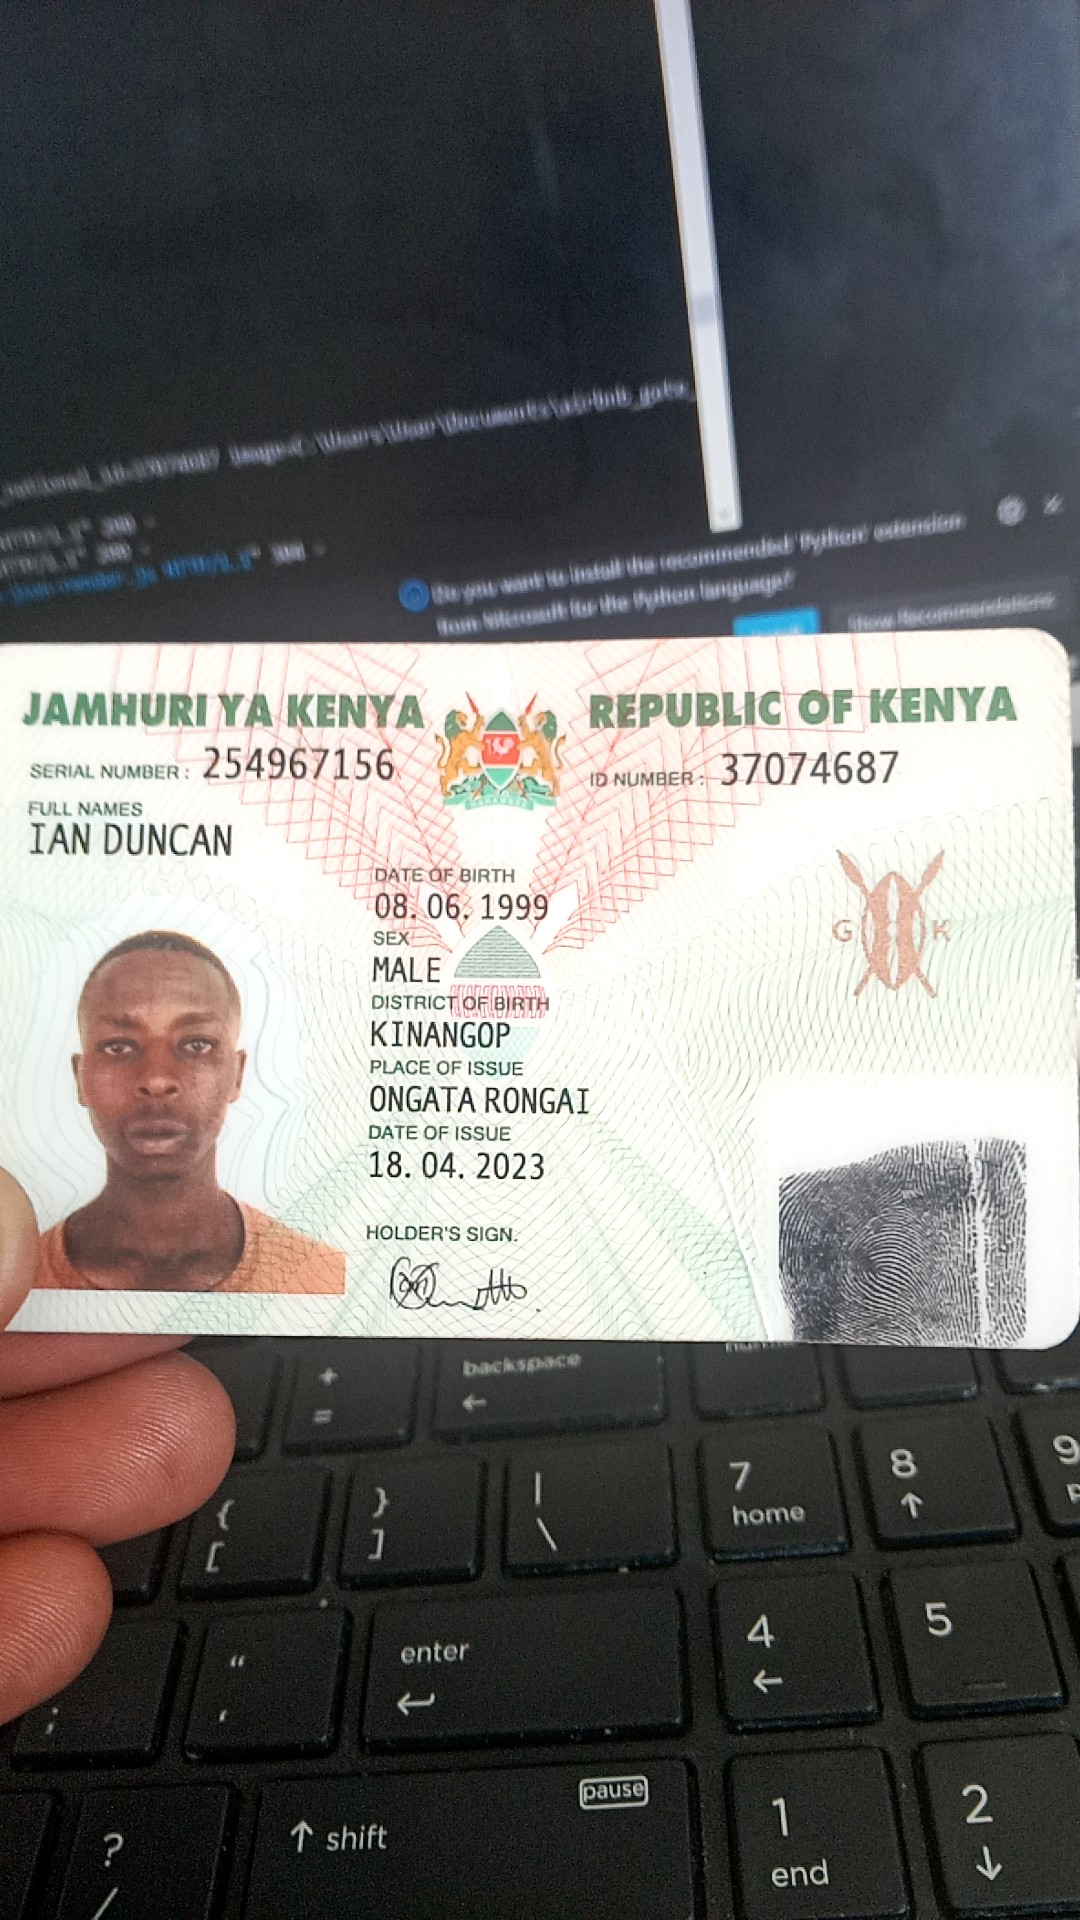 Do you want to install the recommended 'Python' extension
from Microsoft for the Python language?
Show Recommendations
JAMHURI YA KENYA REPUBLIC OF KENYA
SERIAL NUMBER : 254967156 ID NUMBER : 37074687
FULL NAMES
IAN DUNCAN
DATE OF BIRTH
08. 06. 1999
SEX
MALE
DISTRICT OF BIRTH
KINANGOP
PLACE OF ISSUE
ONGATA RONGAI
DATE OF ISSUE
18. 04. 2023
G K
HOLDER'S SIGN.
+
=
backspace
←
{
[
}
]
|
\
7
home
8
↑
9
“
‘
;
enter
4
←
5
pause
?
/
↑ shift
1
end
2
↓